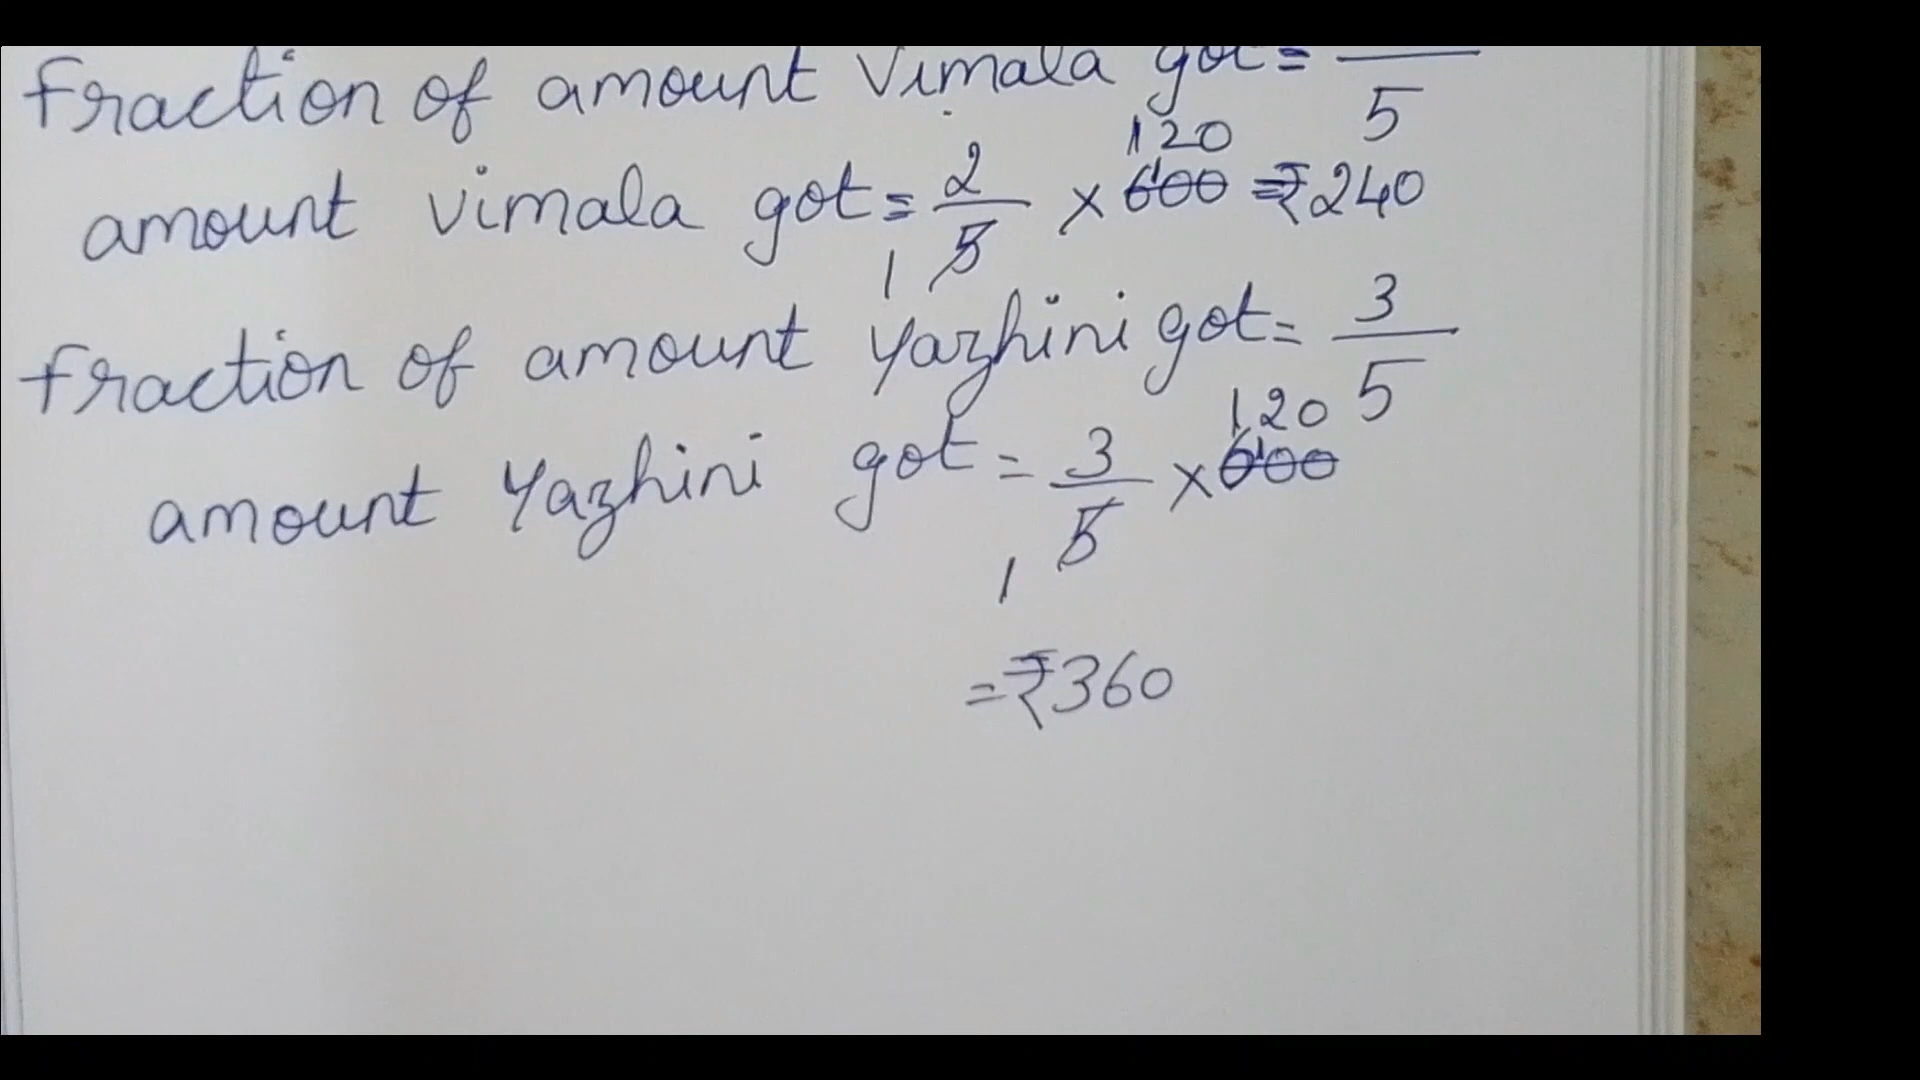 Fraction of amount Vimala got = /5
amount Vimala got = 2/5 × 600 = ₹240
120
1
Fraction of amount Yazhini got = 3/5
amount Yazhini got = 3/5 × 600
120
1
= ₹360